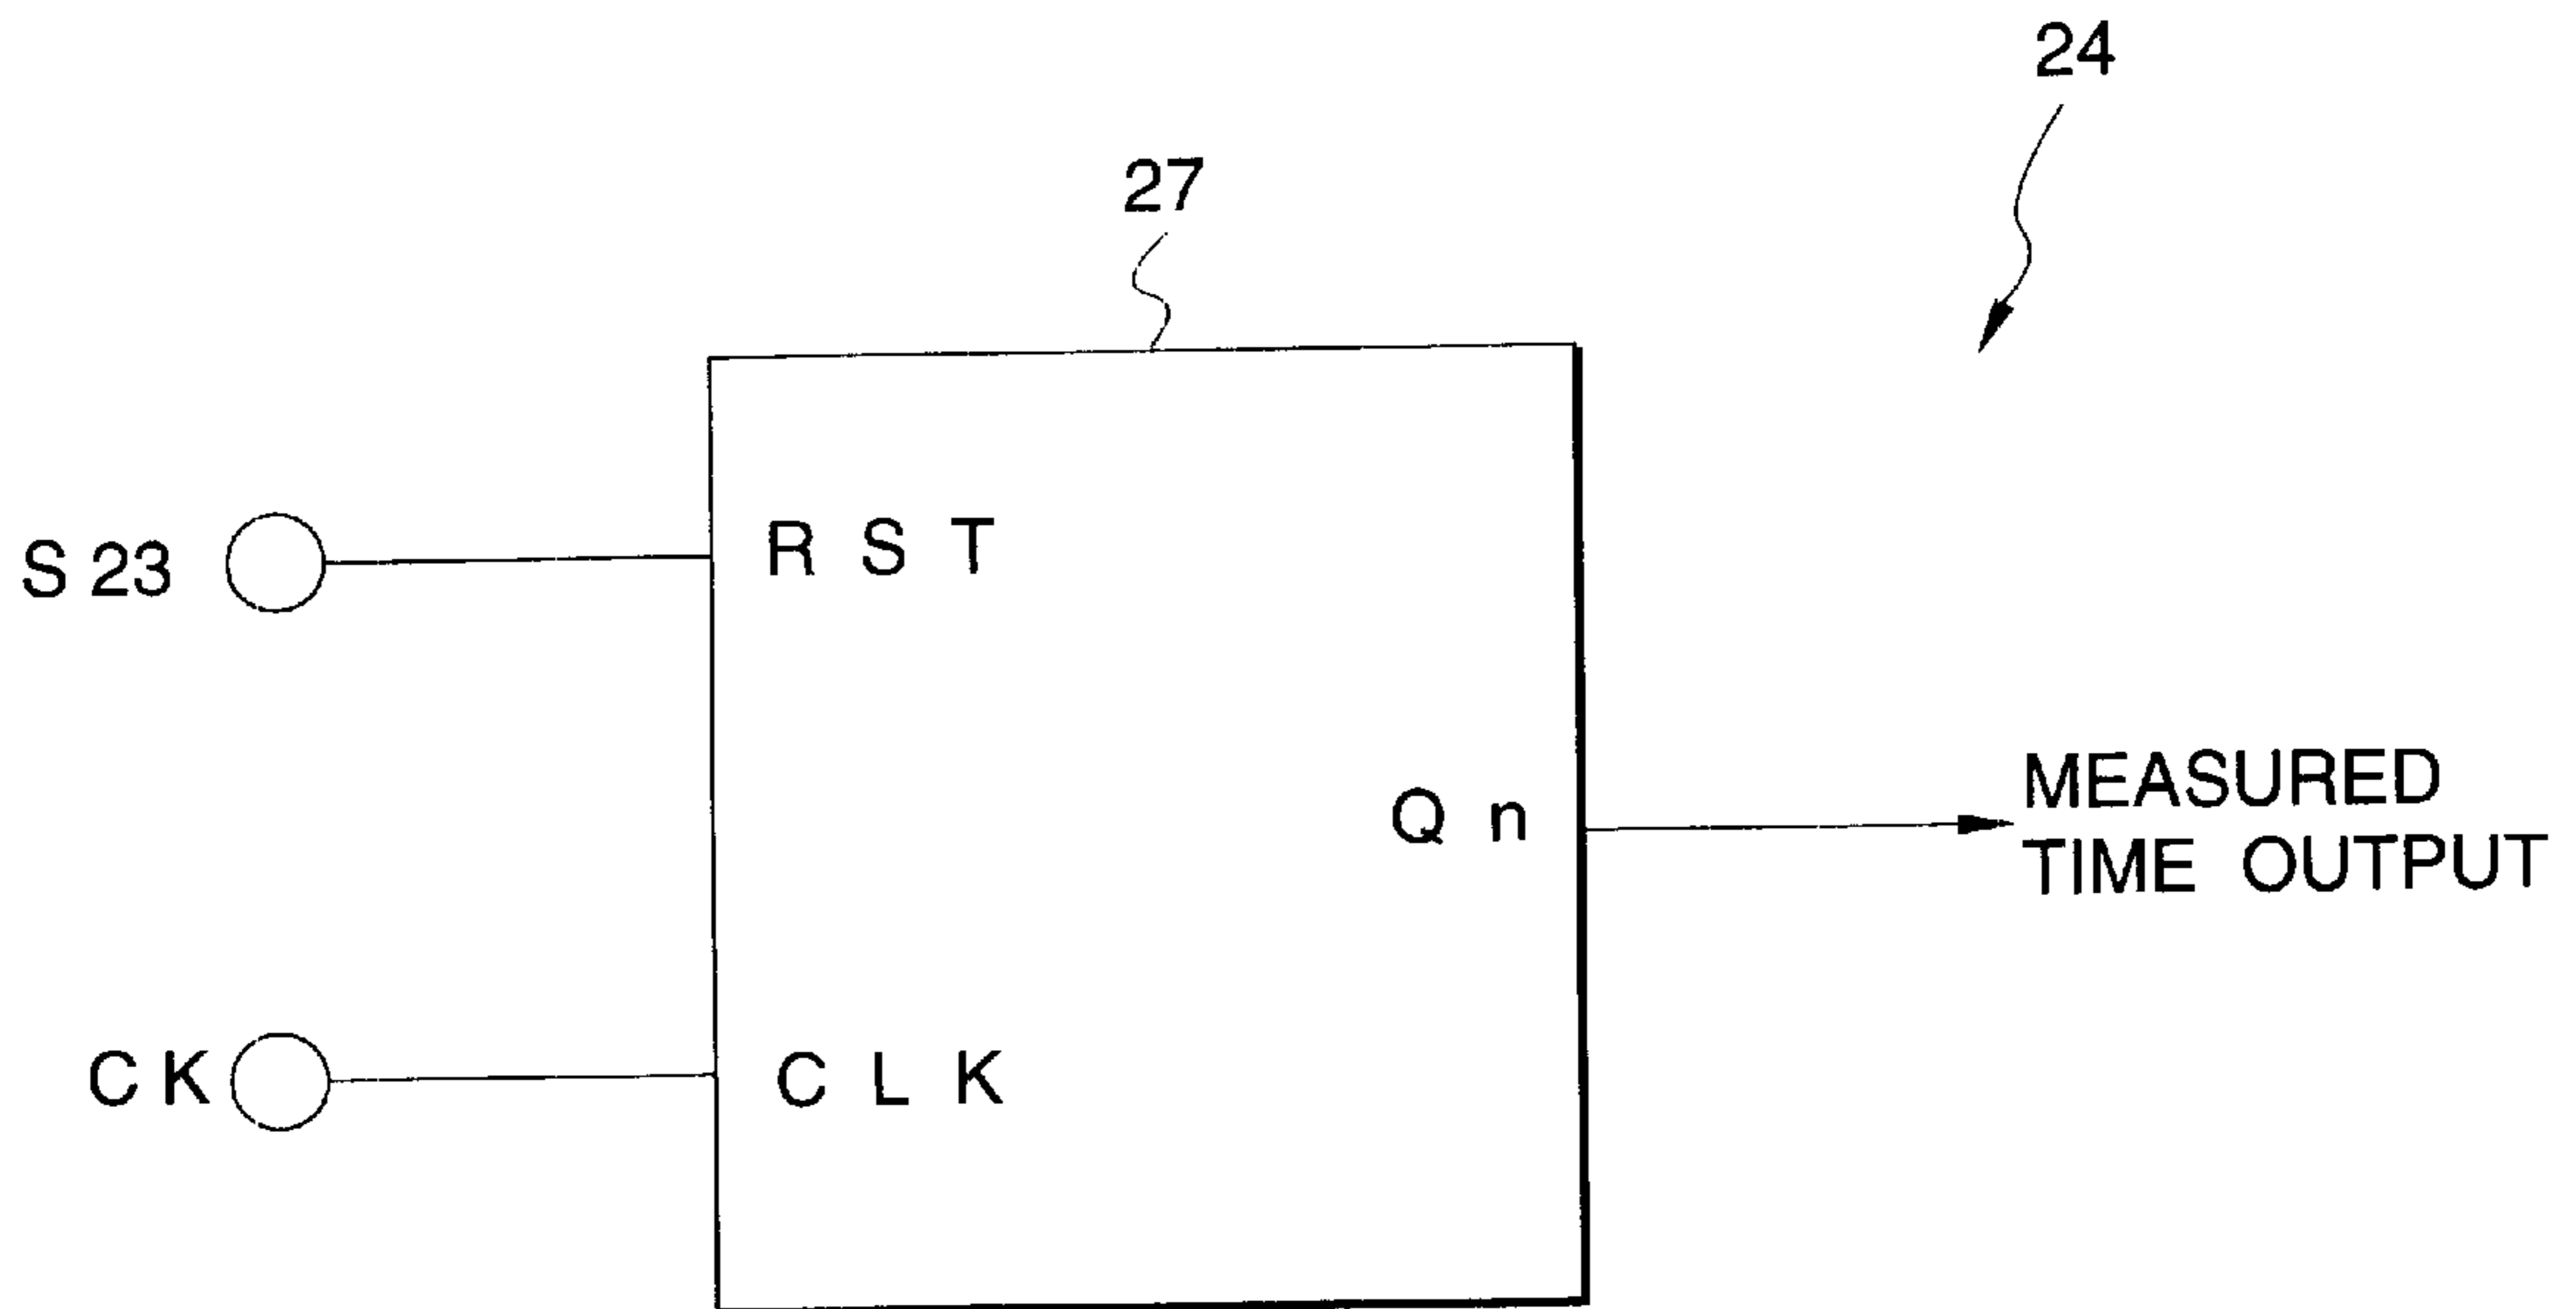 24
27
S 23
R S T
Q n
MEASURED
TIME OUTPUT
C K
C L K